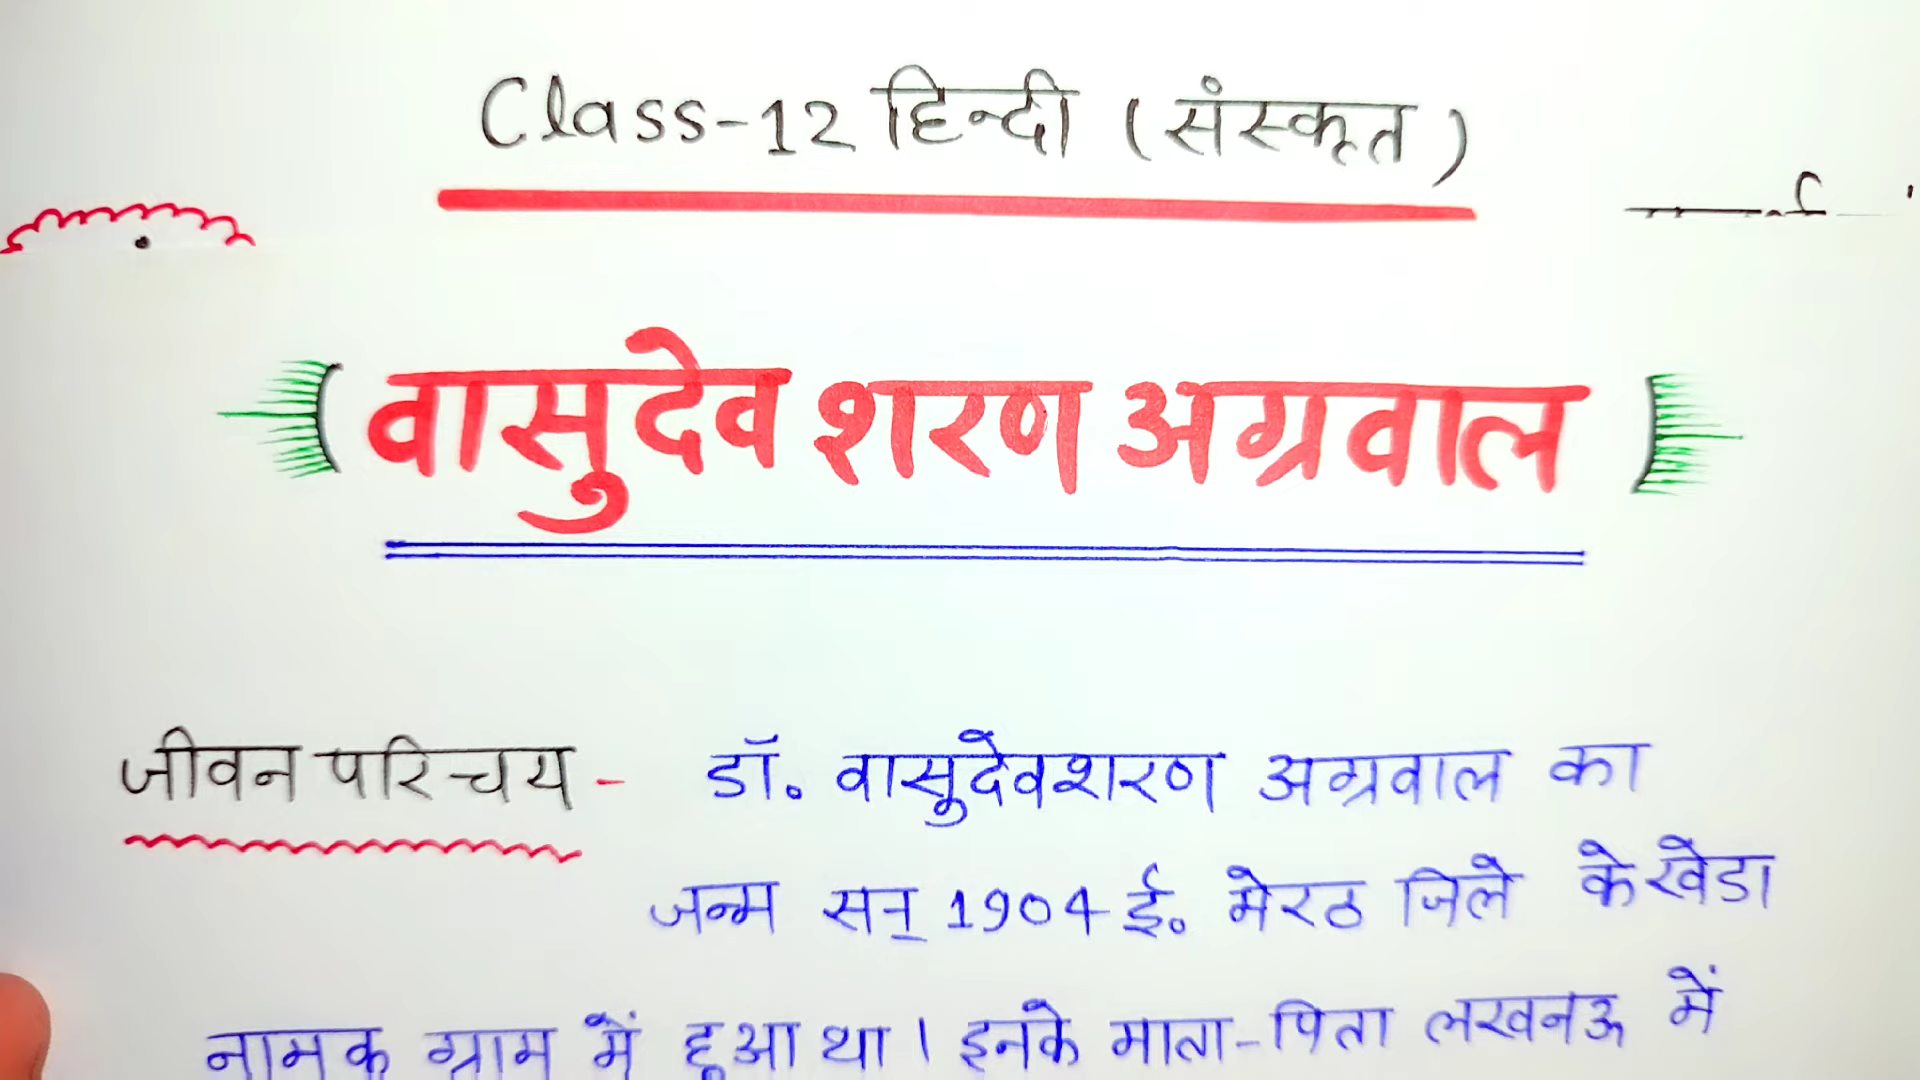 Class-12 हिन्दी (संस्कृत)
(वासुदेव शरण अग्रवाल)
जीवन परिचय - डॉ. वासुदेवशरण अग्रवाल का
जन्म सन् 1904 ई. मेरठ जिले के खेडा
नामक ग्राम में हुआ था। इनके माता-पिता लखनऊ में